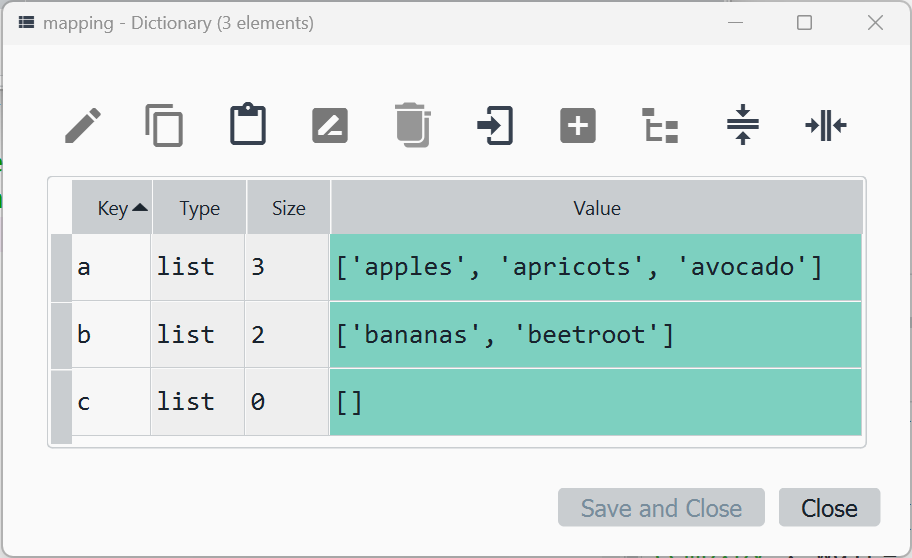 mapping - Dictionary (3 elements)
Key Type Size Value
a list 3 ['apples', 'apricots', 'avocado']
b list 2 ['bananas', 'beetroot']
c list 0 []
Save and Close Close